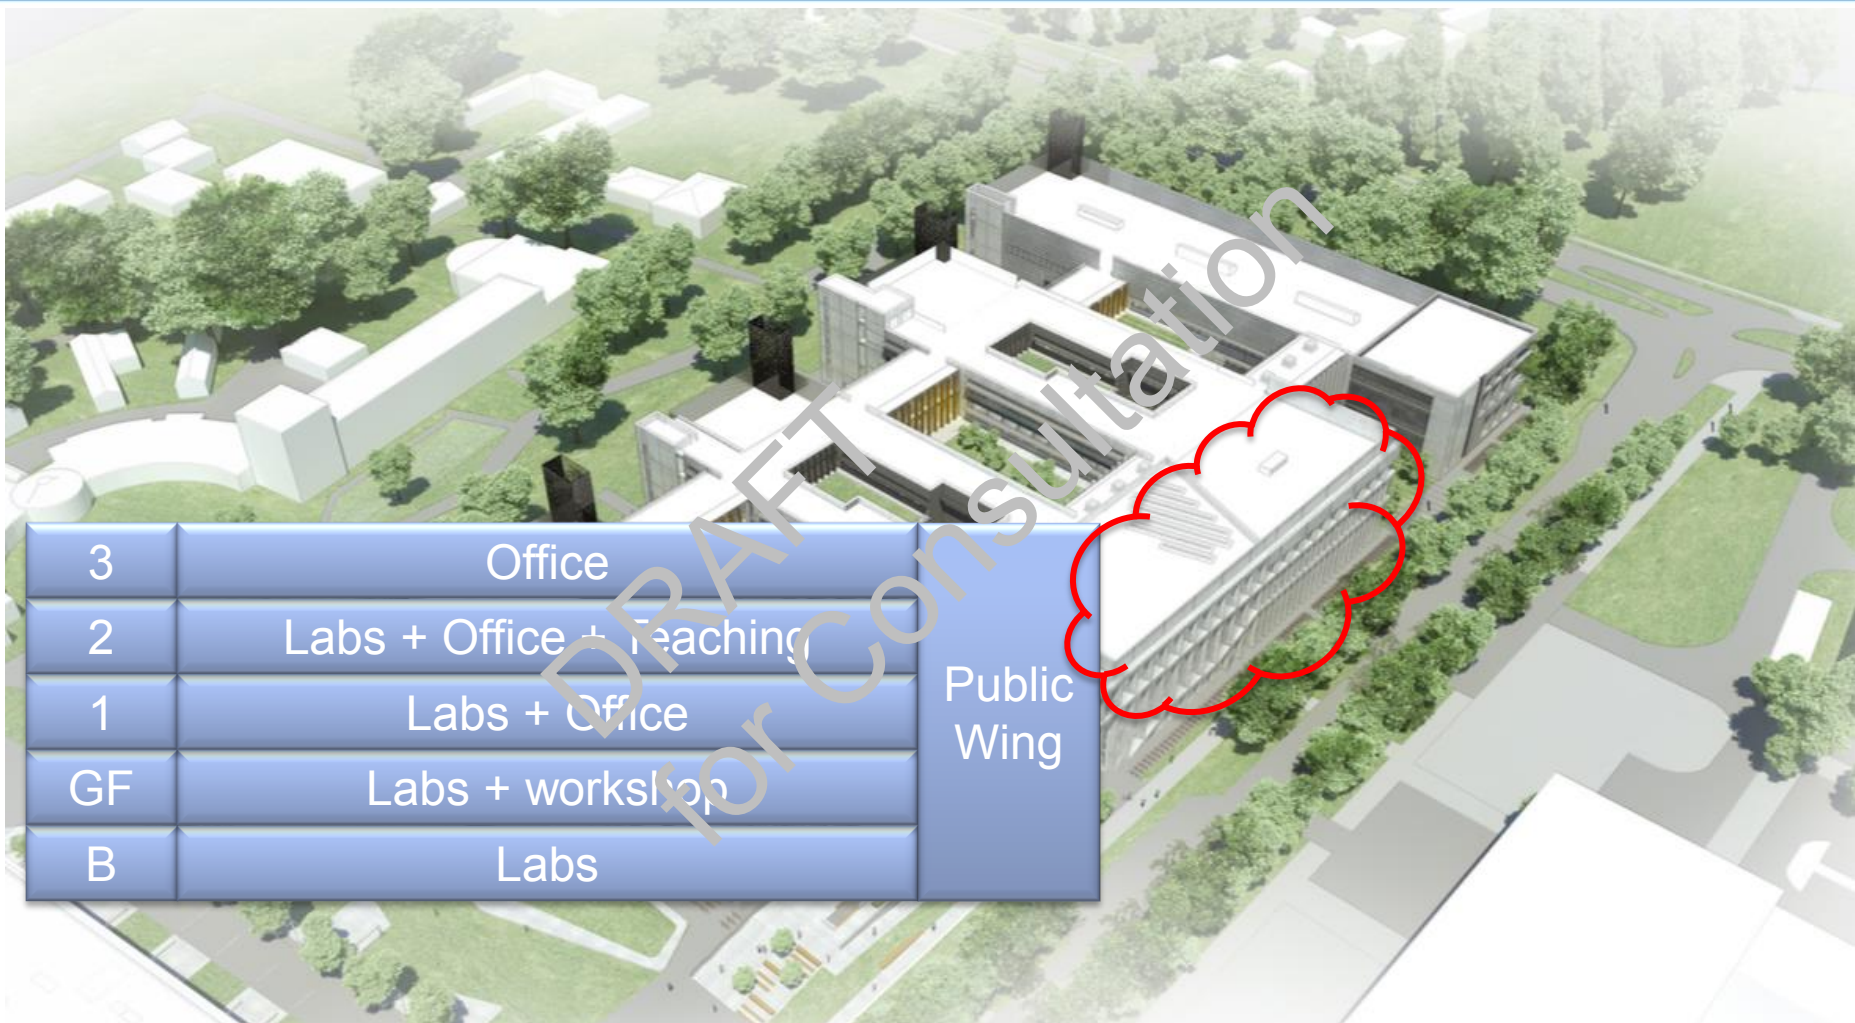 3 Office
2 Labs + Office + Teaching
1 Labs + Office
GF Labs + workshop
B Labs
Public
Wing
DRAFT
for Consultation